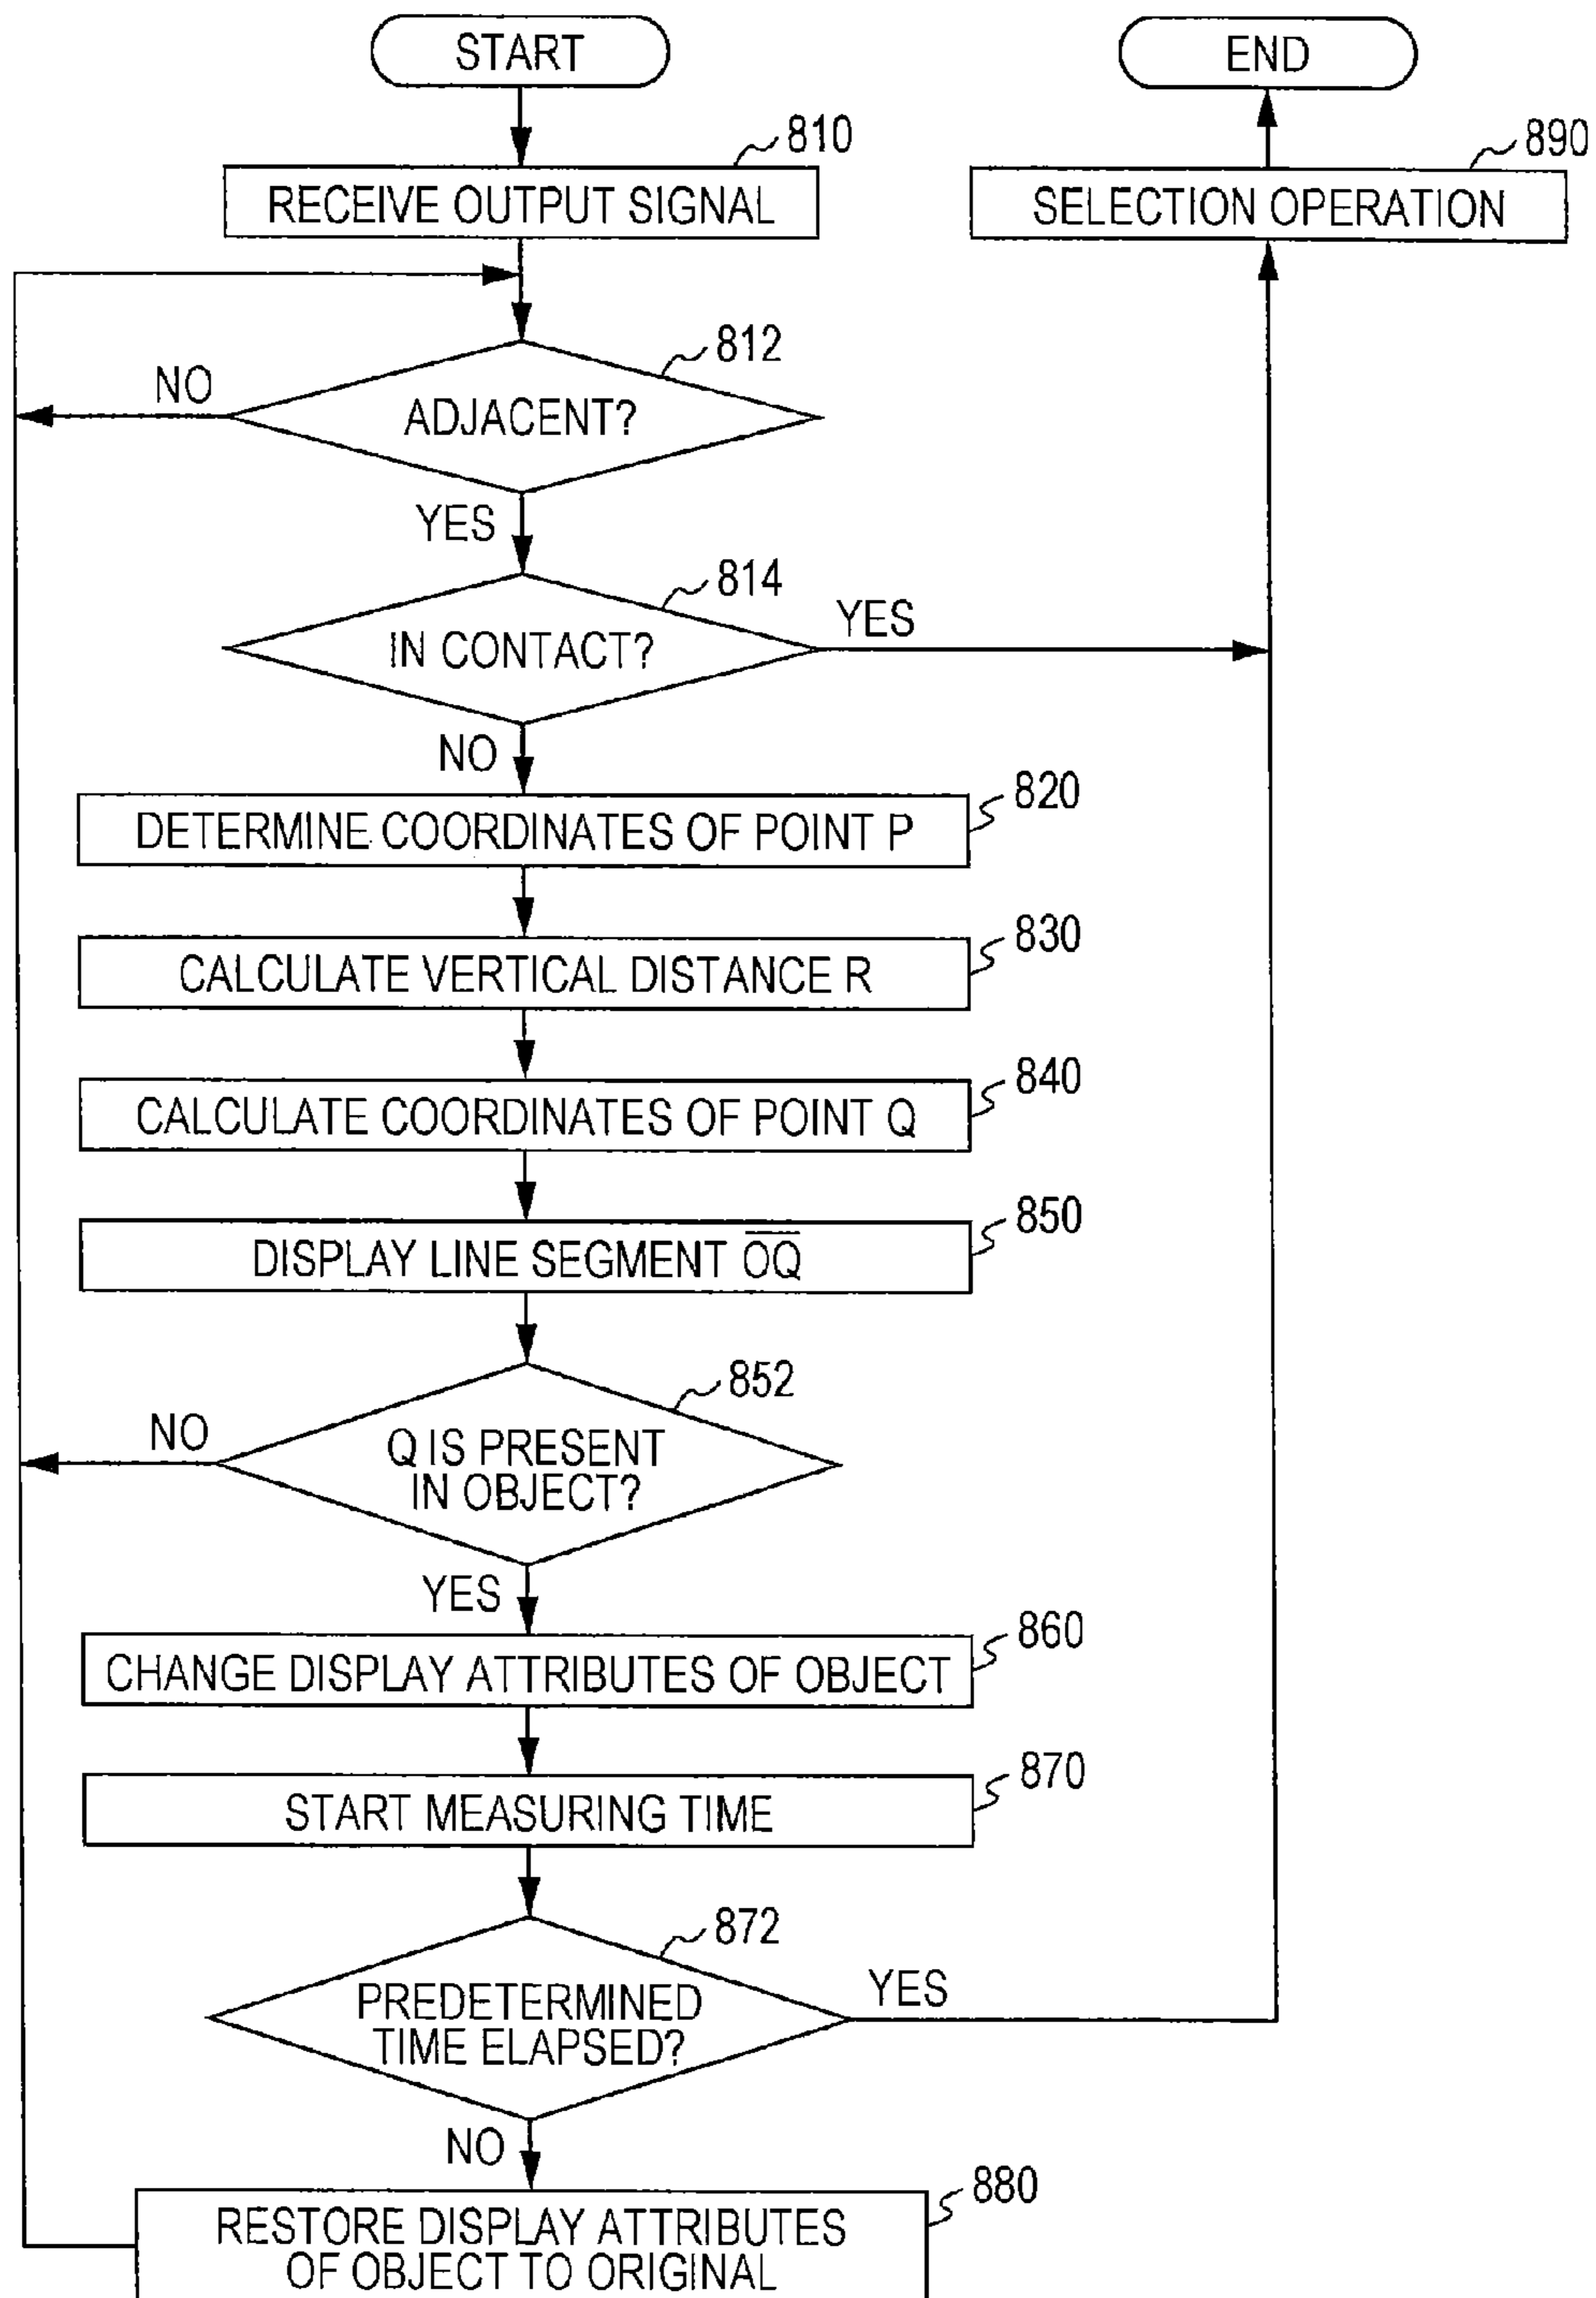 START
END
810
890
RECEIVE OUTPUT SIGNAL
SELECTION OPERATION
812
NO
ADJACENT?
YES
814
YES
IN CONTACT?
NO
820
DETERMINE COORDINATES OF POINT P
830
CALCULATE VERTICAL DISTANCE R
840
CALCULATE COORDINATES OF POINT Q
850
DISPLAY LINE SEGMENT O̅Q̅
852
NO
Q IS PRESENT
IN OBJECT?
YES
860
CHANGE DISPLAY ATTRIBUTES OF OBJECT
870
START MEASURING TIME
872
YES
PREDETERMINED
TIME ELAPSED?
NO
880
RESTORE DISPLAY ATTRIBUTES
OF OBJECT TO ORIGINAL